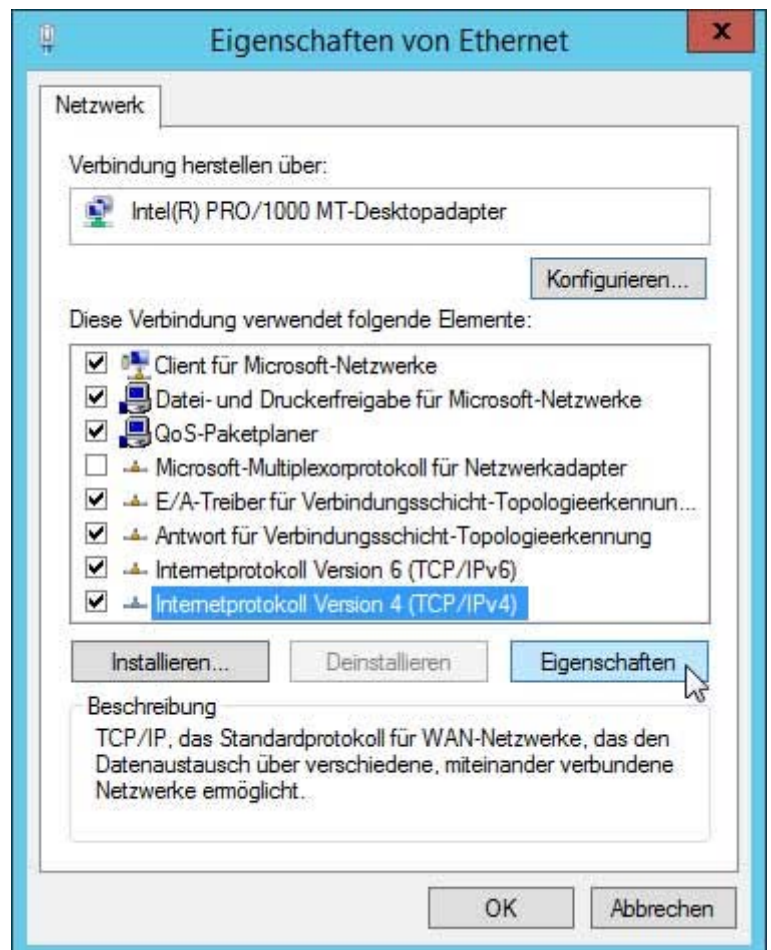 Eigenschaften von Ethernet
x
Netzwerk
Verbindung herstellen über:
Intel(R) PRO/1000 MT-Desktopadapter
Konfigurieren...
Diese Verbindung verwendet folgende Elemente:
Client für Microsoft-Netzwerke
Datei- und Druckerfreigabe für Microsoft-Netzwerke
QoS-Paketplaner
Microsoft-Multiplexorprotokoll für Netzwerkadapter
E/A-Treiber für Verbindungsschicht-Topologieerkennun...
Antwort für Verbindungsschicht-Topologieerkennung
Internetprotokoll Version 6 (TCP/IPv6)
Internetprotokoll Version 4 (TCP/IPv4)
Installieren... Deinstallieren Eigenschaften
Beschreibung
TCP/IP, das Standardprotokoll für WAN-Netzwerke, das den
Datenaustausch über verschiedene, miteinander verbundene
Netzwerke ermöglicht.
OK Abbrechen